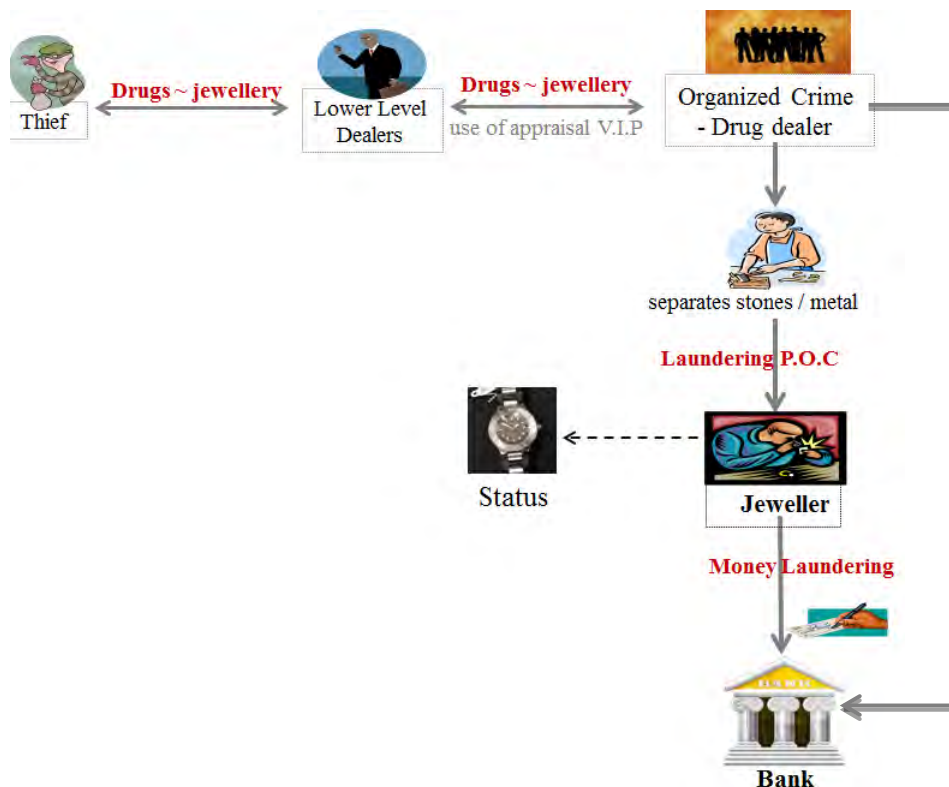 Drugs ~ jewellery
Thief
Lower Level
Dealers
Drugs ~ jewellery
use of appraisal V.I.P
Organized Crime
- Drug dealer
separates stones / metal
Laundering P.O.C
Status
Jeweller
Money Laundering
Bank